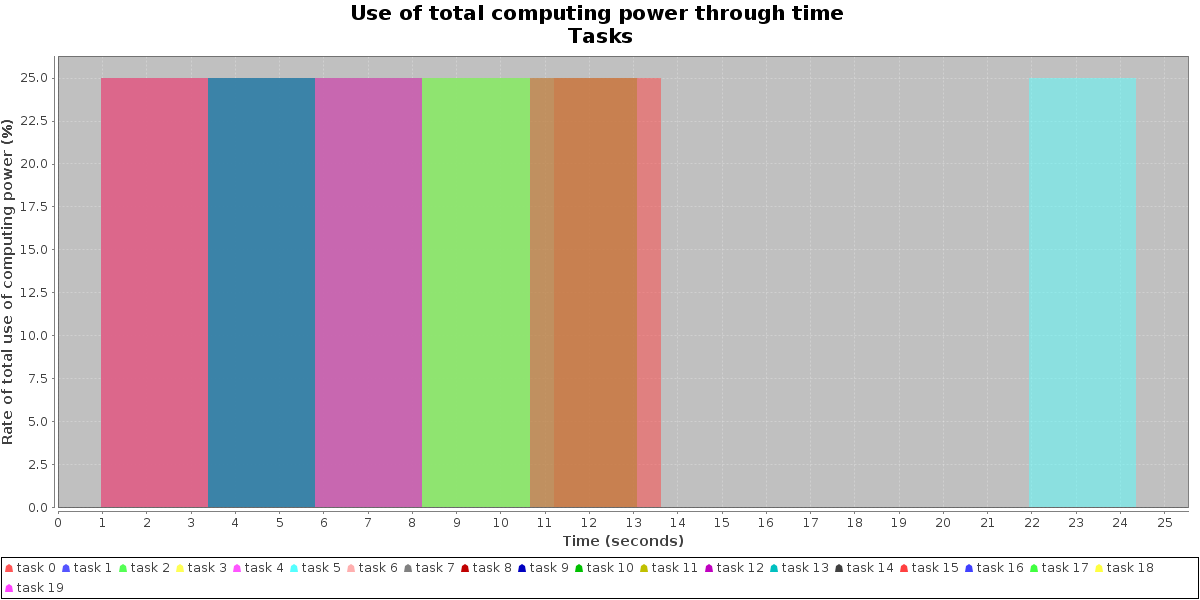 Use of total computing power through time
Tasks
Rate of total use of computing power (%)
25.0
22.5
20.0
17.5
15.0
12.5
10.0
7.5
5.0
2.5
0.0
0 1 2 3 4 5 6 7 8 9 10 11 12 13 14 15 16 17 18 19 20 21 22 23 24 25
Time (seconds)
task 0 task 1 task 2 task 3 task 4 task 5 task 6 task 7 task 8 task 9 task 10 task 11 task 12 task 13 task 14 task 15 task 16 task 17 task 18
task 19